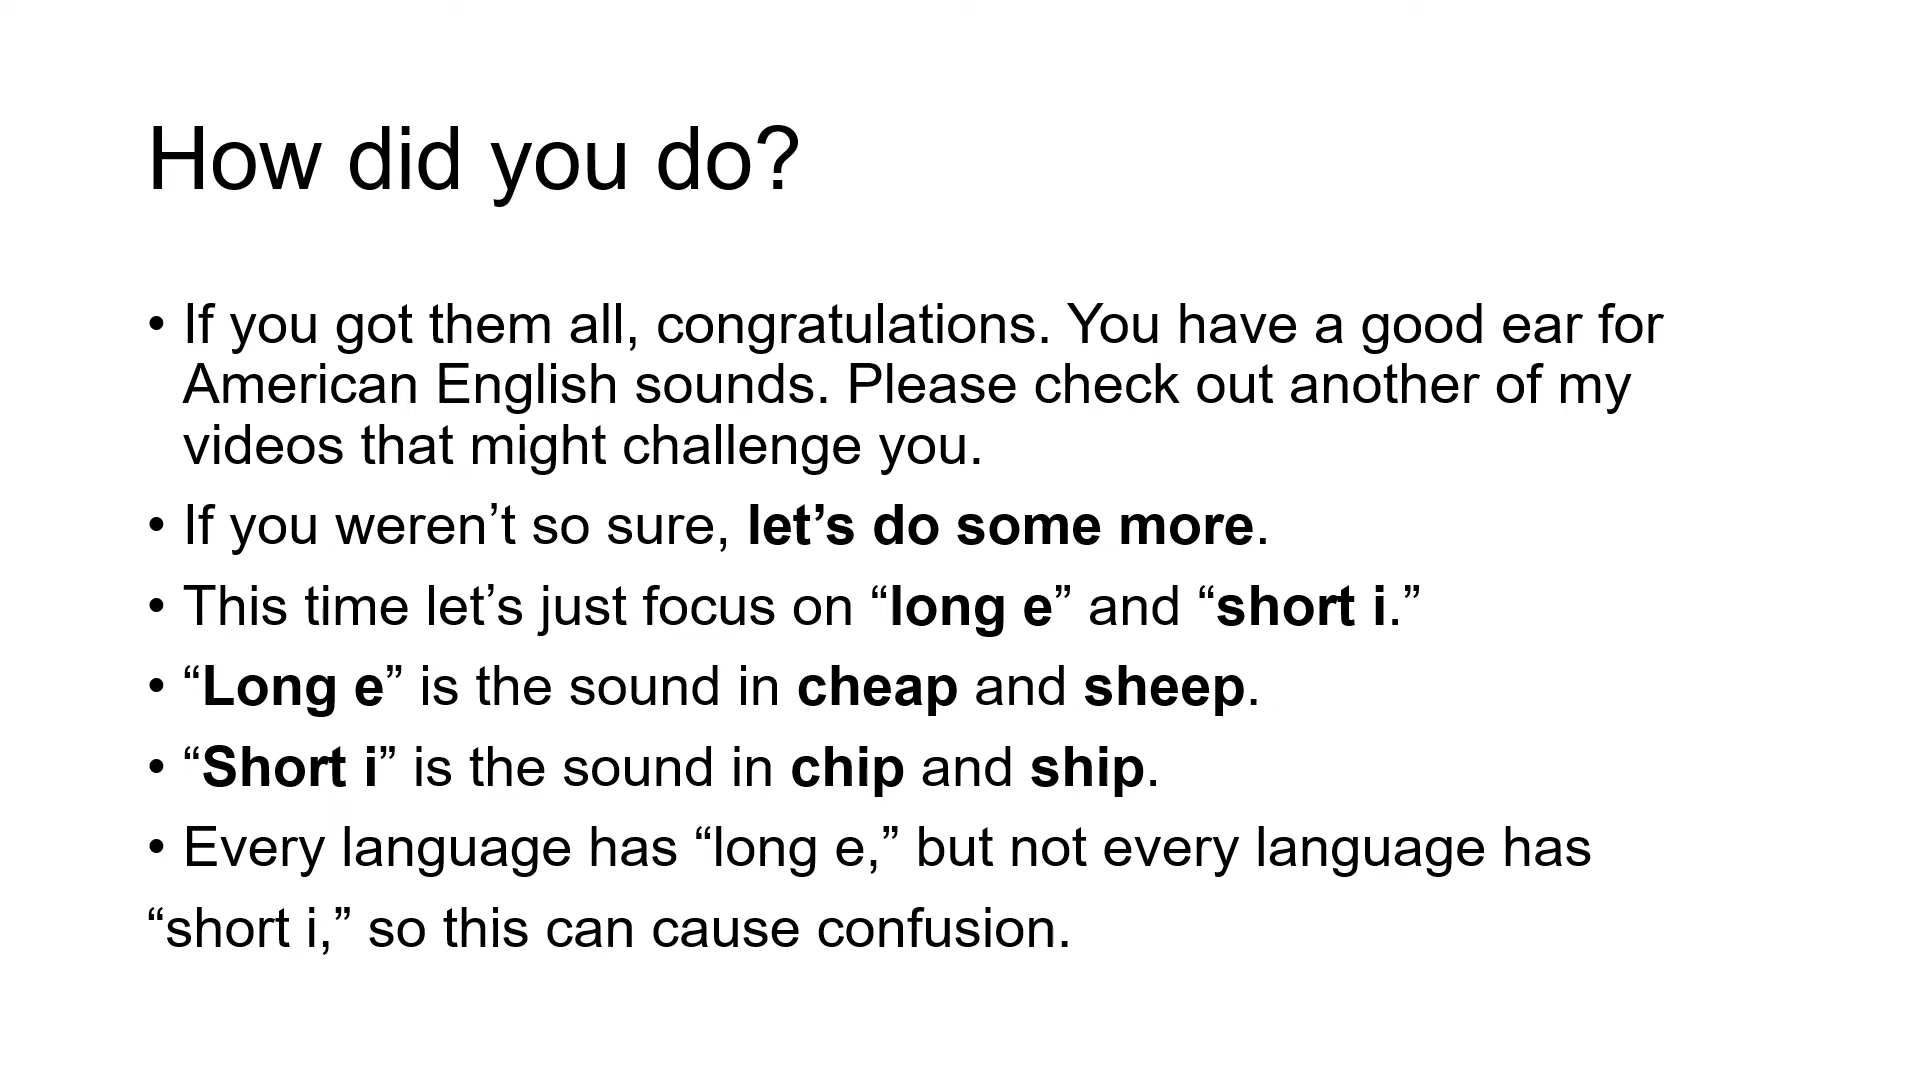 How did you do?
• If you got them all, congratulations. You have a good ear for
American English sounds. Please check out another of my
videos that might challenge you.
• If you weren’t so sure, let’s do some more.
• This time let’s just focus on “long e” and “short i.”
• “Long e” is the sound in cheap and sheep.
• “Short i” is the sound in chip and ship.
• Every language has “long e,” but not every language has
“short i,” so this can cause confusion.